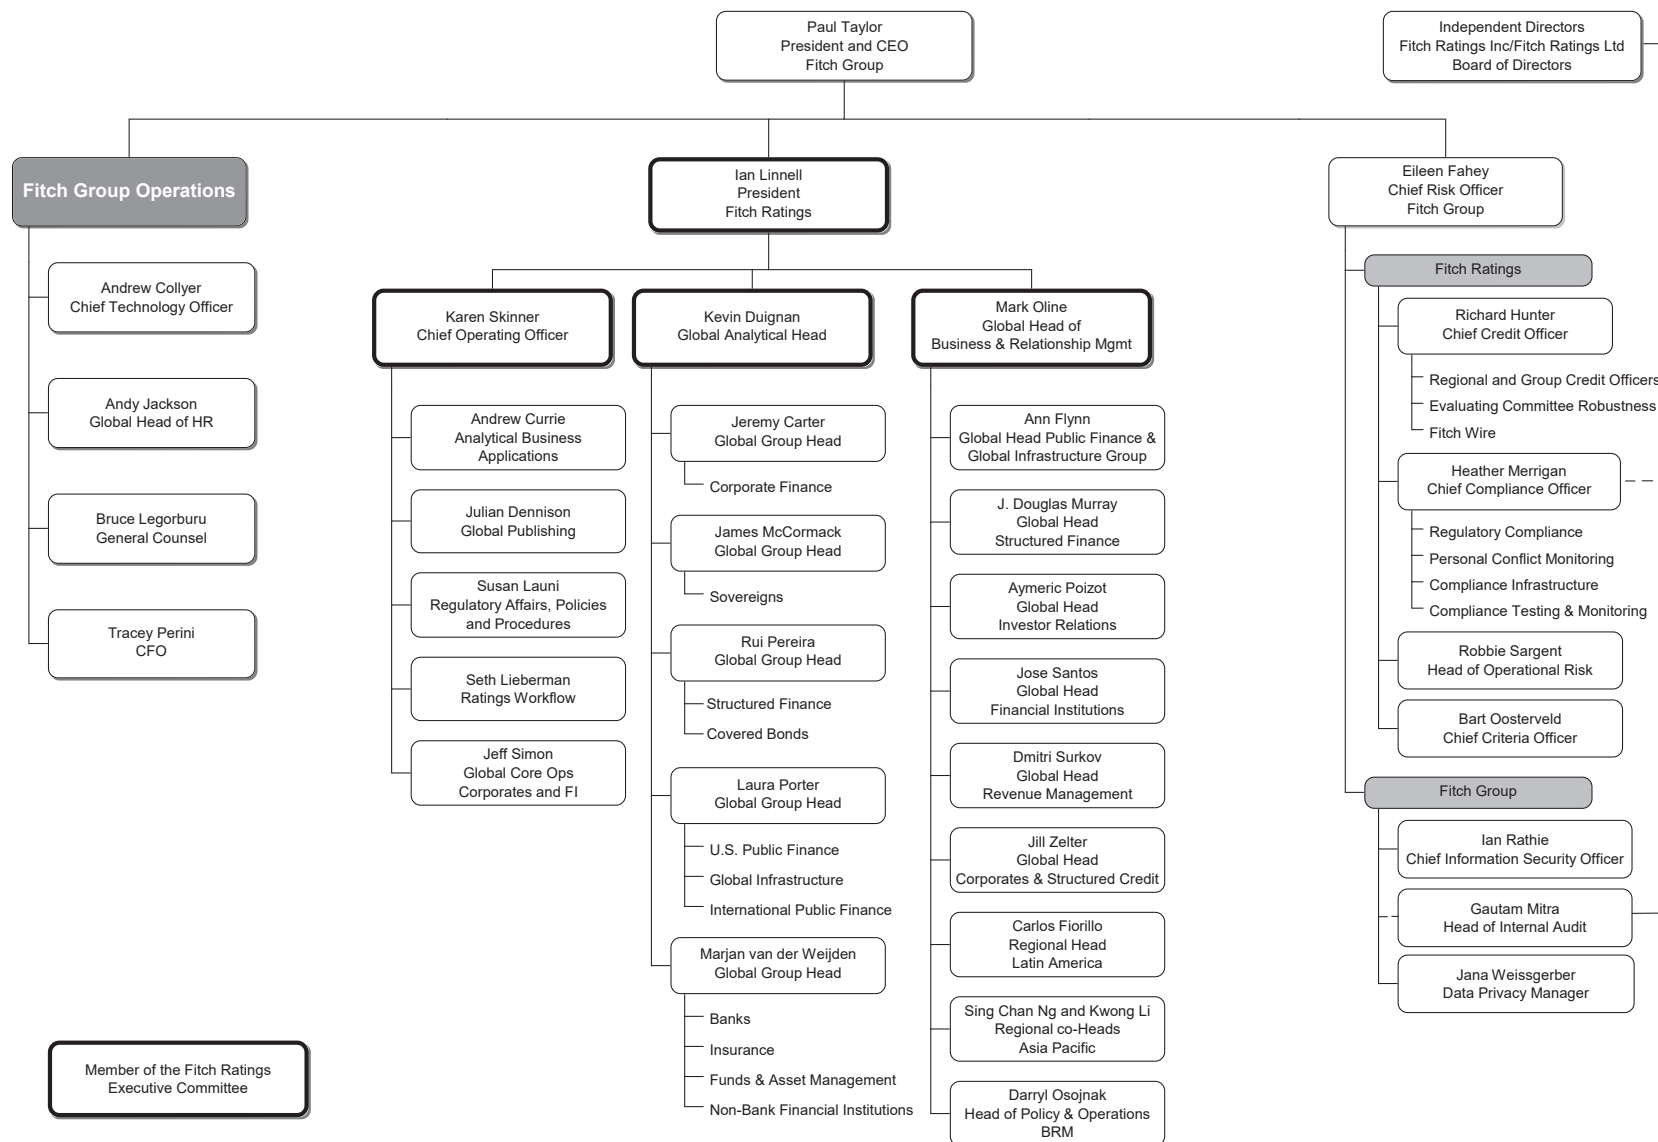 Paul Taylor
President and CEO
Fitch Group
Independent Directors
Fitch Ratings Inc/Fitch Ratings Ltd
Board of Directors
Fitch Group Operations
Andrew Collyer
Chief Technology Officer
Andy Jackson
Global Head of HR
Bruce Legorburu
General Counsel
Tracey Perini
CFO
Ian Linnell
President
Fitch Ratings
Karen Skinner
Chief Operating Officer
Andrew Currie
Analytical Business
Applications
Julian Dennison
Global Publishing
Susan Launi
Regulatory Affairs, Policies
and Procedures
Seth Lieberman
Ratings Workflow
Jeff Simon
Global Core Ops
Corporates and FI
Kevin Duignan
Global Analytical Head
Jeremy Carter
Global Group Head
Corporate Finance
James McCormack
Global Group Head
Sovereigns
Rui Pereira
Global Group Head
Structured Finance
Covered Bonds
Laura Porter
Global Group Head
U.S. Public Finance
Global Infrastructure
International Public Finance
Marjan van der Weijden
Global Group Head
Banks
Insurance
Funds & Asset Management
Non-Bank Financial Institutions
Mark Oline
Global Head of
Business & Relationship Mgmt
Ann Flynn
Global Head Public Finance &
Global Infrastructure Group
J. Douglas Murray
Global Head
Structured Finance
Aymeric Poizot
Global Head
Investor Relations
Jose Santos
Global Head
Financial Institutions
Dmitri Surkov
Global Head
Revenue Management
Jill Zelter
Global Head
Corporates & Structured Credit
Carlos Fiorillo
Regional Head
Latin America
Sing Chan Ng and Kwong Li
Regional co-Heads
Asia Pacific
Darryl Osojnak
Head of Policy & Operations
BRM
Eileen Fahey
Chief Risk Officer
Fitch Group
Fitch Ratings
Richard Hunter
Chief Credit Officer
Regional and Group Credit Officers
Evaluating Committee Robustness
Fitch Wire
Heather Merrigan
Chief Compliance Officer
Regulatory Compliance
Personal Conflict Monitoring
Compliance Infrastructure
Compliance Testing & Monitoring
Robbie Sargent
Head of Operational Risk
Bart Oosterveld
Chief Criteria Officer
Fitch Group
Ian Rathie
Chief Information Security Officer
Gautam Mitra
Head of Internal Audit
Jana Weissgerber
Data Privacy Manager
Member of the Fitch Ratings
Executive Committee